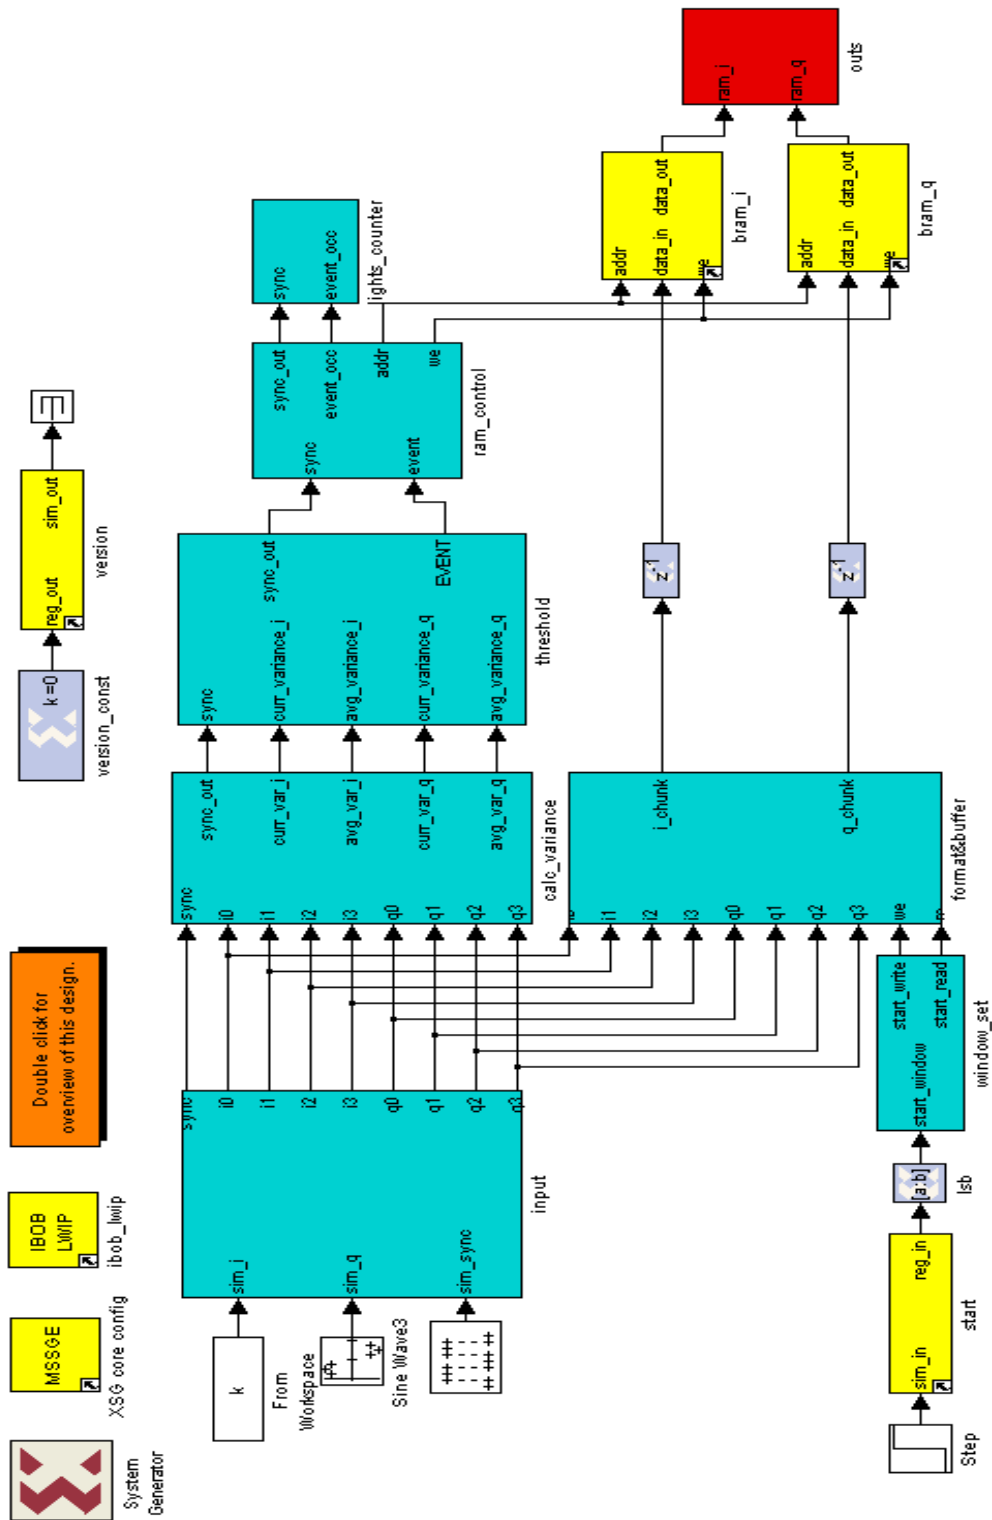 System
Generator
MSSGE
XSG core config
IBOB
LWIP
ibob_lwip
Double click for
overview of this design.
k=0
version_const
reg_out
sim_out
version
k
From
Workspace
Sine Wave3
sim_i
sim_q
sim_sync
sync
i0
i1
i2
i3
q0
q1
q2
q3
input
sync
i0
i1
i2
i3
q0
q1
q2
q3
sync_out
curr_var_i
avg_var_i
curr_var_q
avg_var_q
calc_variance
sync
curr_variance_i
avg_variance_i
curr_variance_q
avg_variance_q
sync_out
EVENT
threshold
sync
event
sync_out
event_occ
addr
we
ram_control
sync
event_occ
lights_counter
Step
sim_in
reg_in
start
[a:b]
lsb
start_window
start_write
start_read
window_set
i1
i2
i3
q0
q1
q2
q3
we
i_chunk
q_chunk
format&buffer
z-1
z-1
addr
data_in
we
data_out
bram_i
addr
data_in
we
data_out
bram_q
ram_i
ram_q
outs